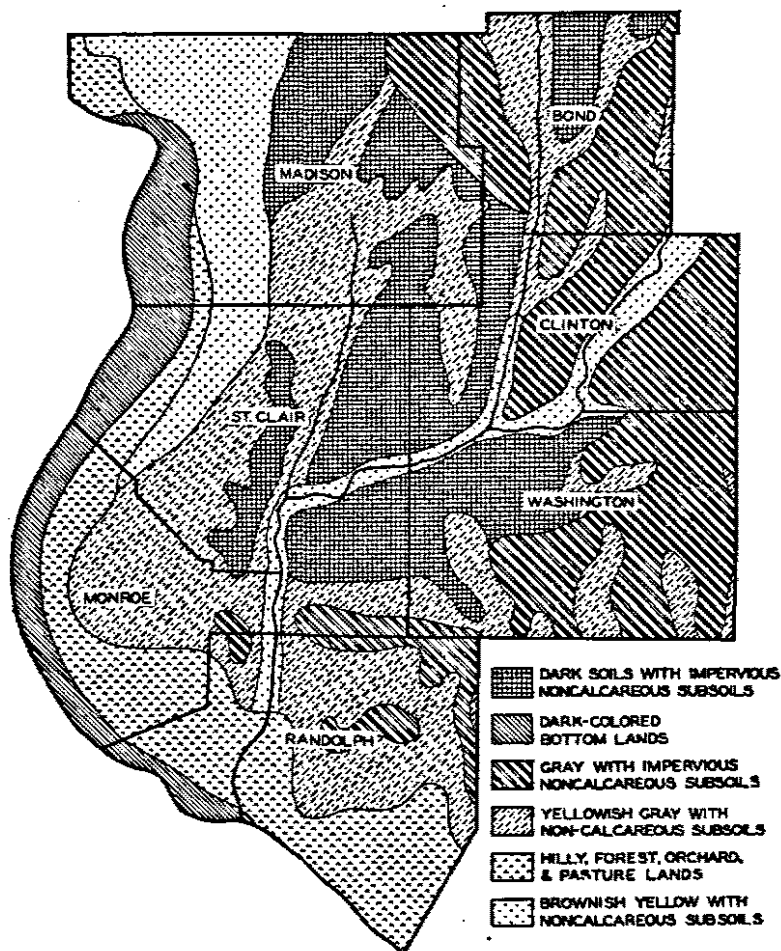 BOND
MADISON
CLINTON
ST. CLAIR
WASHINGTON
MONROE
RANDOLPH
DARK SOILS WITH IMPERVIOUS
NONCALCAREOUS SUBSOILS
DARK-COLORED
BOTTOM LANDS
GRAY WITH IMPERVIOUS
NONCALCAREOUS SUBSOILS
YELLOWISH GRAY WITH
NON-CALCAREOUS SUBSOILS
HILLY, FOREST, ORCHARD,
& PASTURE LANDS
BROWNISH YELLOW WITH
NONCALCAREOUS SUBSOILS